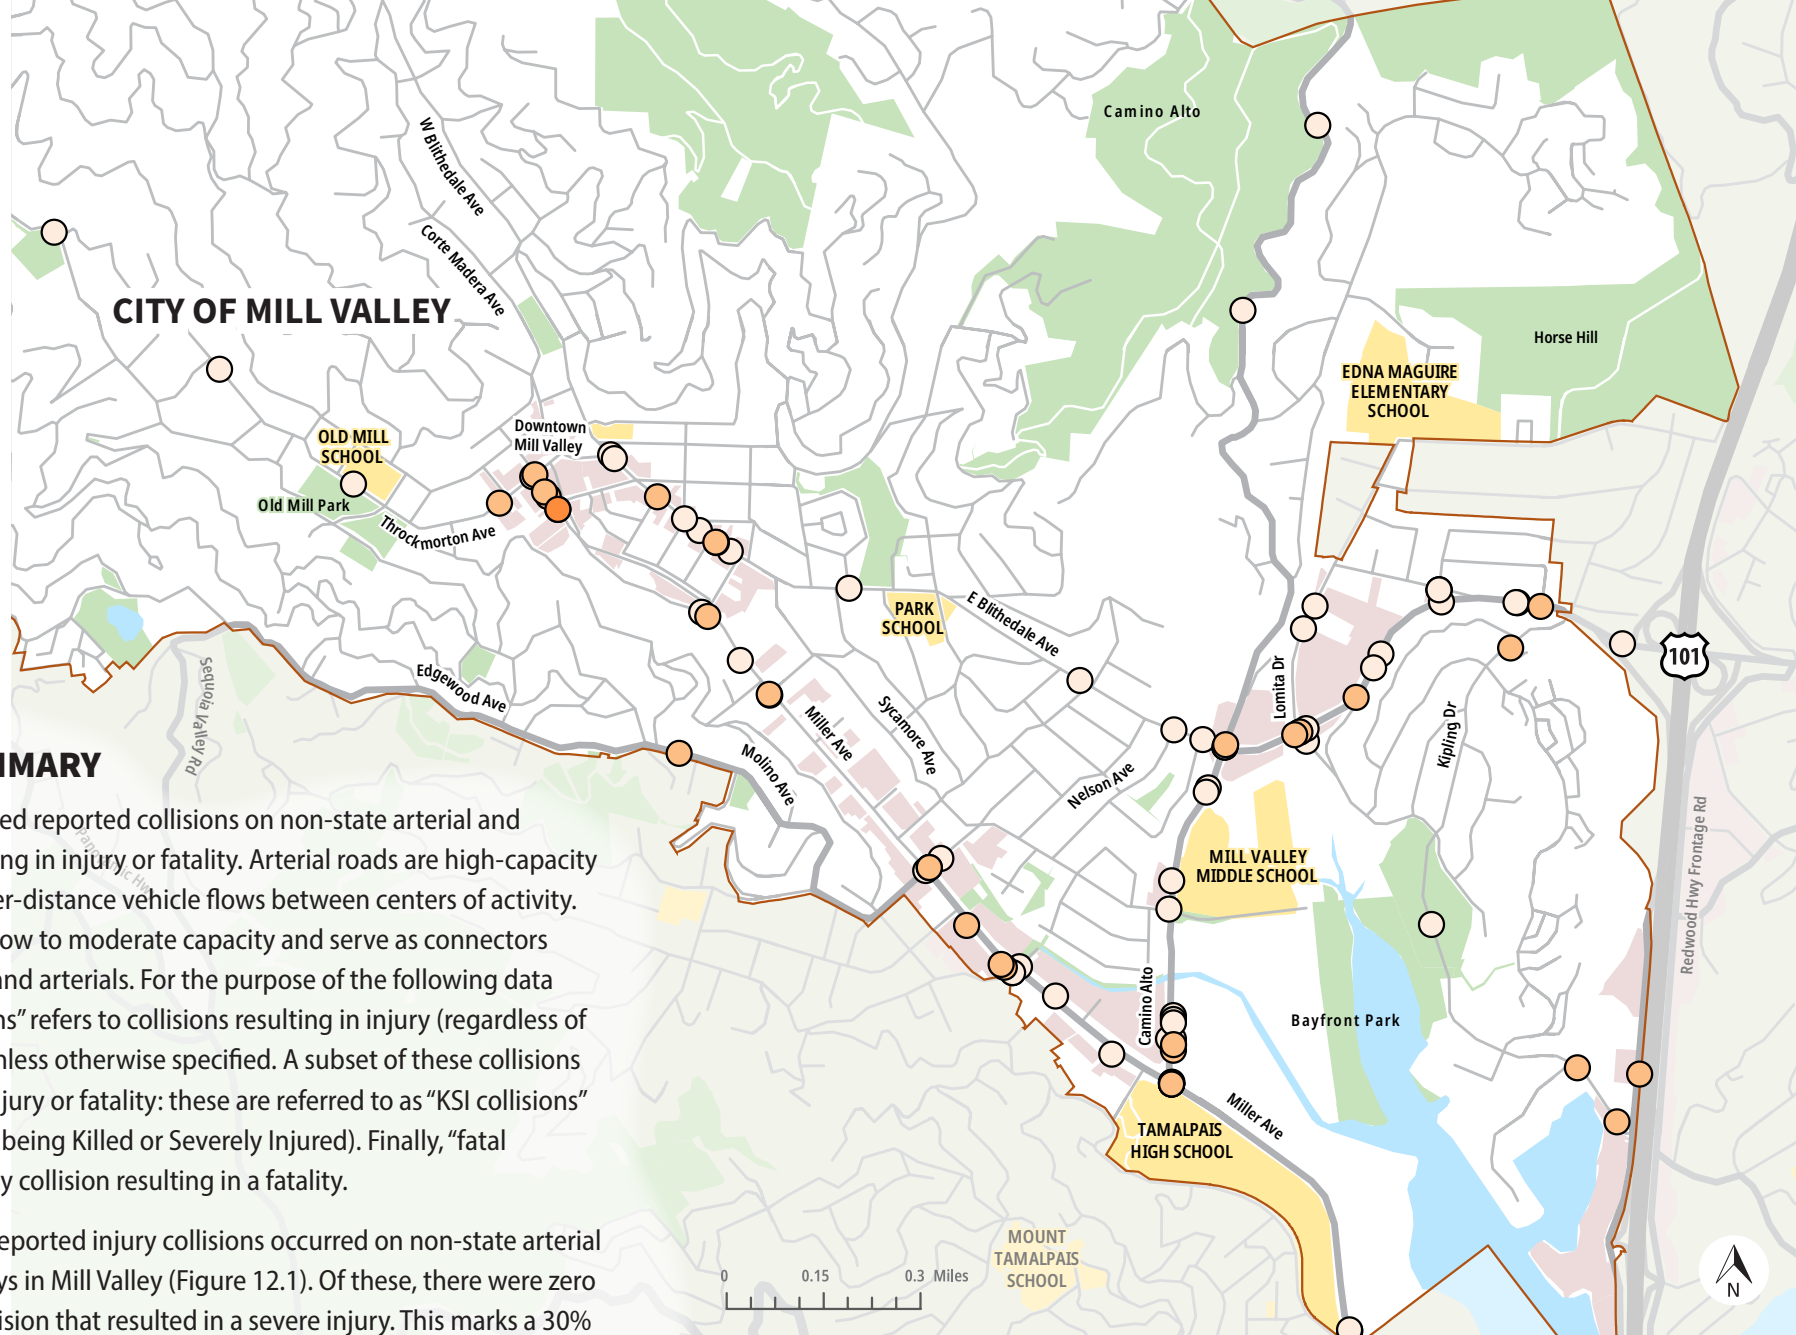 Camino Alto
W Blithedale Ave
Corte Madera Ave
CITY OF MILL VALLEY
Horse Hill
EDNA MAGUIRE
ELEMENTARY
SCHOOL
Downtown
Mill Valley
OLD MILL
SCHOOL
Old Mill Park
Throckmorton Ave
PARK
SCHOOL
E Blithedale Ave
101
Sequoia Valley Rd
Edgewood Ave
Lomita Dr
Kipling Dr
Miller Ave
Sycamore Ave
Molino Ave
Nelson Ave
Redwood Hwy Frontage Rd
MILL VALLEY
MIDDLE SCHOOL
Camino Alto
Bayfront Park
Miller Ave
TAMALPAIS
HIGH SCHOOL
MOUNT
TAMALPAIS
SCHOOL
0 0.15 0.3 Miles
N
Panoramic Hwy
MMARY
ed reported collisions on non-state arterial and
ng in injury or fatality. Arterial roads are high-capacity
er-distance vehicle flows between centers of activity.
ow to moderate capacity and serve as connectors
and arterials. For the purpose of the following data
ns” refers to collisions resulting in injury (regardless of
nless otherwise specified. A subset of these collisions
jury or fatality: these are referred to as “KSI collisions”
being Killed or Severely Injured). Finally, “fatal
y collision resulting in a fatality.
eported injury collisions occurred on non-state arterial
ys in Mill Valley (Figure 12.1). Of these, there were zero
ision that resulted in a severe injury. This marks a 30%